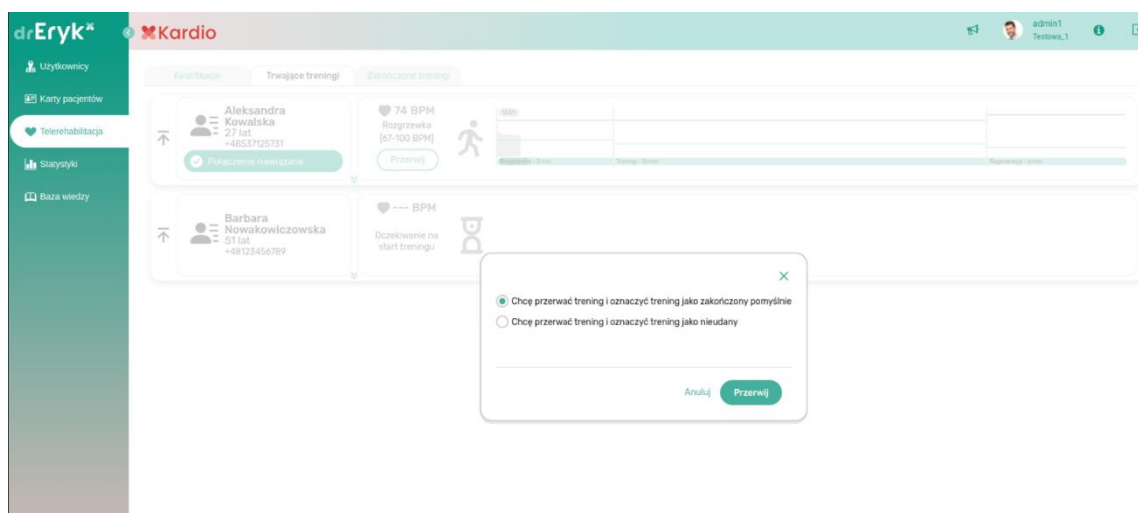 drEryk
Kardio
admin1
Testowa_1
Użytkownicy
Karty pacjentów
Telerehabilitacja
Statystyki
Baza wiedzy
Kwalifikacje
Trwające treningi
Zakończone treningi
Aleksandra
Kowalska
27 lat
+48537125731
Połączenie nawiązane
74 BPM
Rozgrzewka
[67-100 BPM]
Przerwij
Barbara
Nowakowiczowska
51 lat
+48123456789
--- BPM
Oczekiwanie na
start treningu
Chcę przerwać trening i oznaczyć trening jako zakończony pomyślnie
Chcę przerwać trening i oznaczyć trening jako nieudany
Anuluj
Przerwij